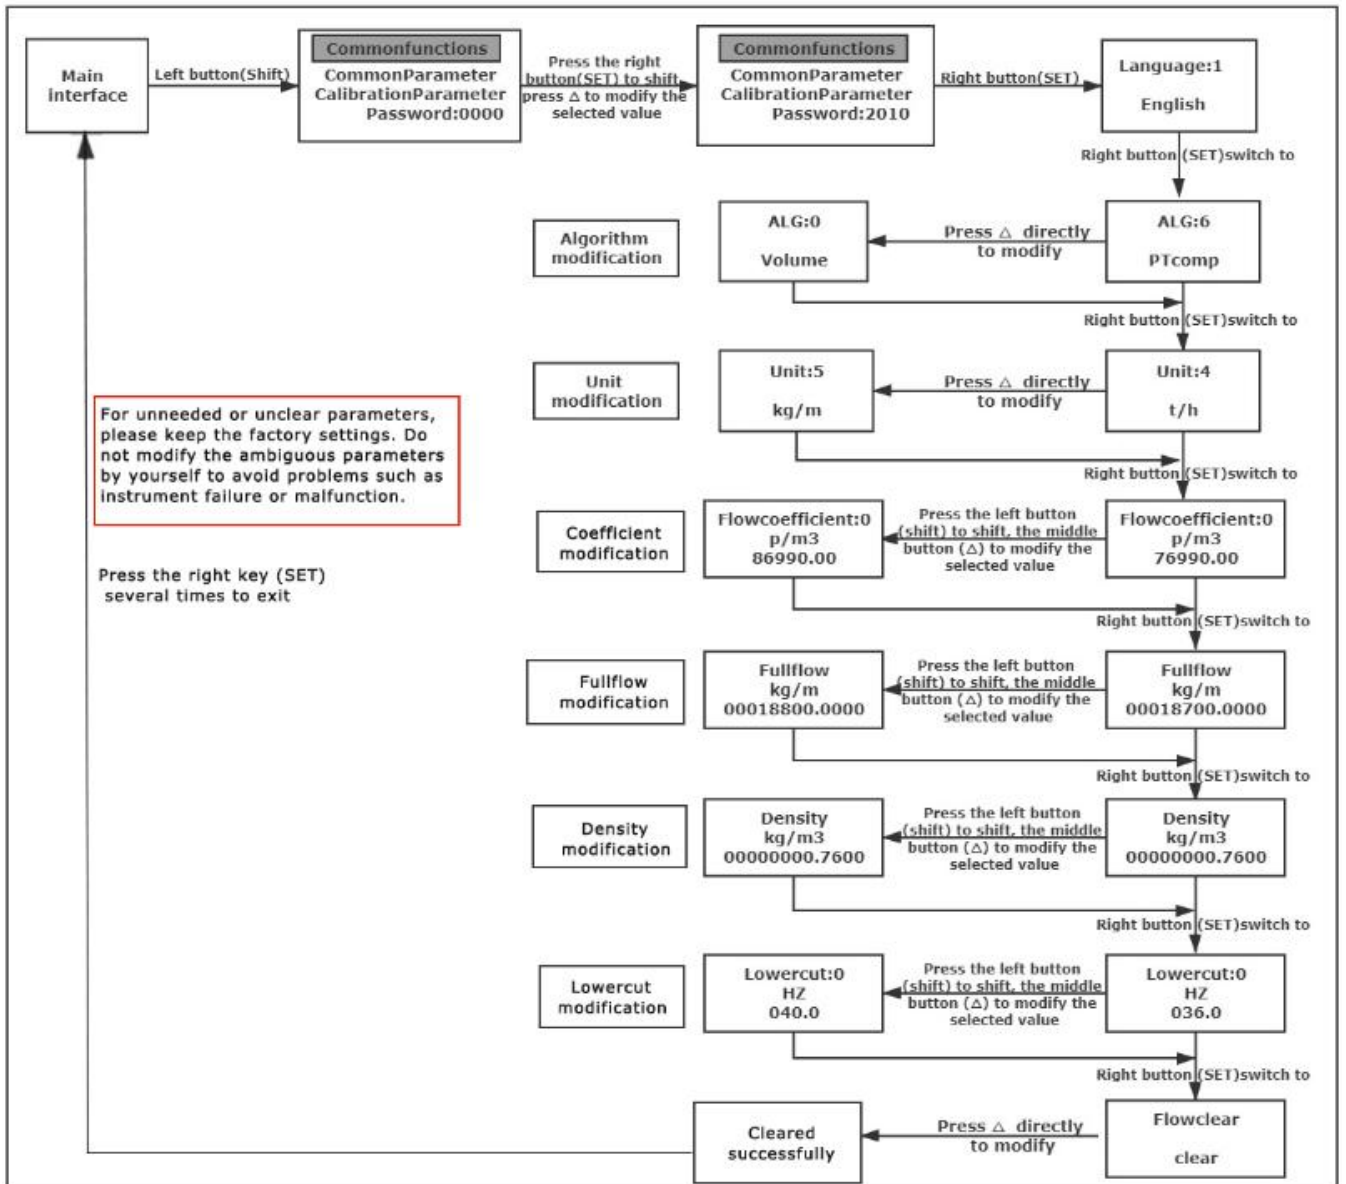 Main
interface
Left button(Shift)
Commonfunctions
CommonParameter
CalibrationParameter
Password:0000
Press the right
button(SET) to shift,
press △ to modify the
selected value
Commonfunctions
CommonParameter
CalibrationParameter
Password:2010
Right button(SET)
Language:1
English
Right button (SET)switch to
Algorithm
modification
ALG:0
Volume
Press △ directly
to modify
ALG:6
PTcomp
Right button (SET)switch to
Unit
modification
Unit:5
kg/m
Press △ directly
to modify
Unit:4
t/h
Right button (SET)switch to
For unneeded or unclear parameters,
please keep the factory settings. Do
not modify the ambiguous parameters
by yourself to avoid problems such as
instrument failure or malfunction.
Coefficient
modification
Flowcoefficient:0
p/m3
86990.00
Press the left button
(shift) to shift, the middle
button (△) to modify the
selected value
Flowcoefficient:0
p/m3
76990.00
Press the right key (SET)
several times to exit
Right button (SET)switch to
Fullflow
modification
Fullflow
kg/m
00018800.0000
Press the left button
(shift) to shift, the middle
button (△) to modify the
selected value
Fullflow
kg/m
00018700.0000
Right button (SET)switch to
Density
modification
Density
kg/m3
00000000.7600
Press the left button
(shift) to shift, the middle
button (△) to modify the
selected value
Density
kg/m3
00000000.7600
Right button (SET)switch to
Lowercut
modification
Lowercut:0
HZ
040.0
Press the left button
(shift) to shift, the middle
button (△) to modify the
selected value
Lowercut:0
HZ
036.0
Right button (SET)switch to
Cleared
successfully
Press △ directly
to modify
Flowclear
clear